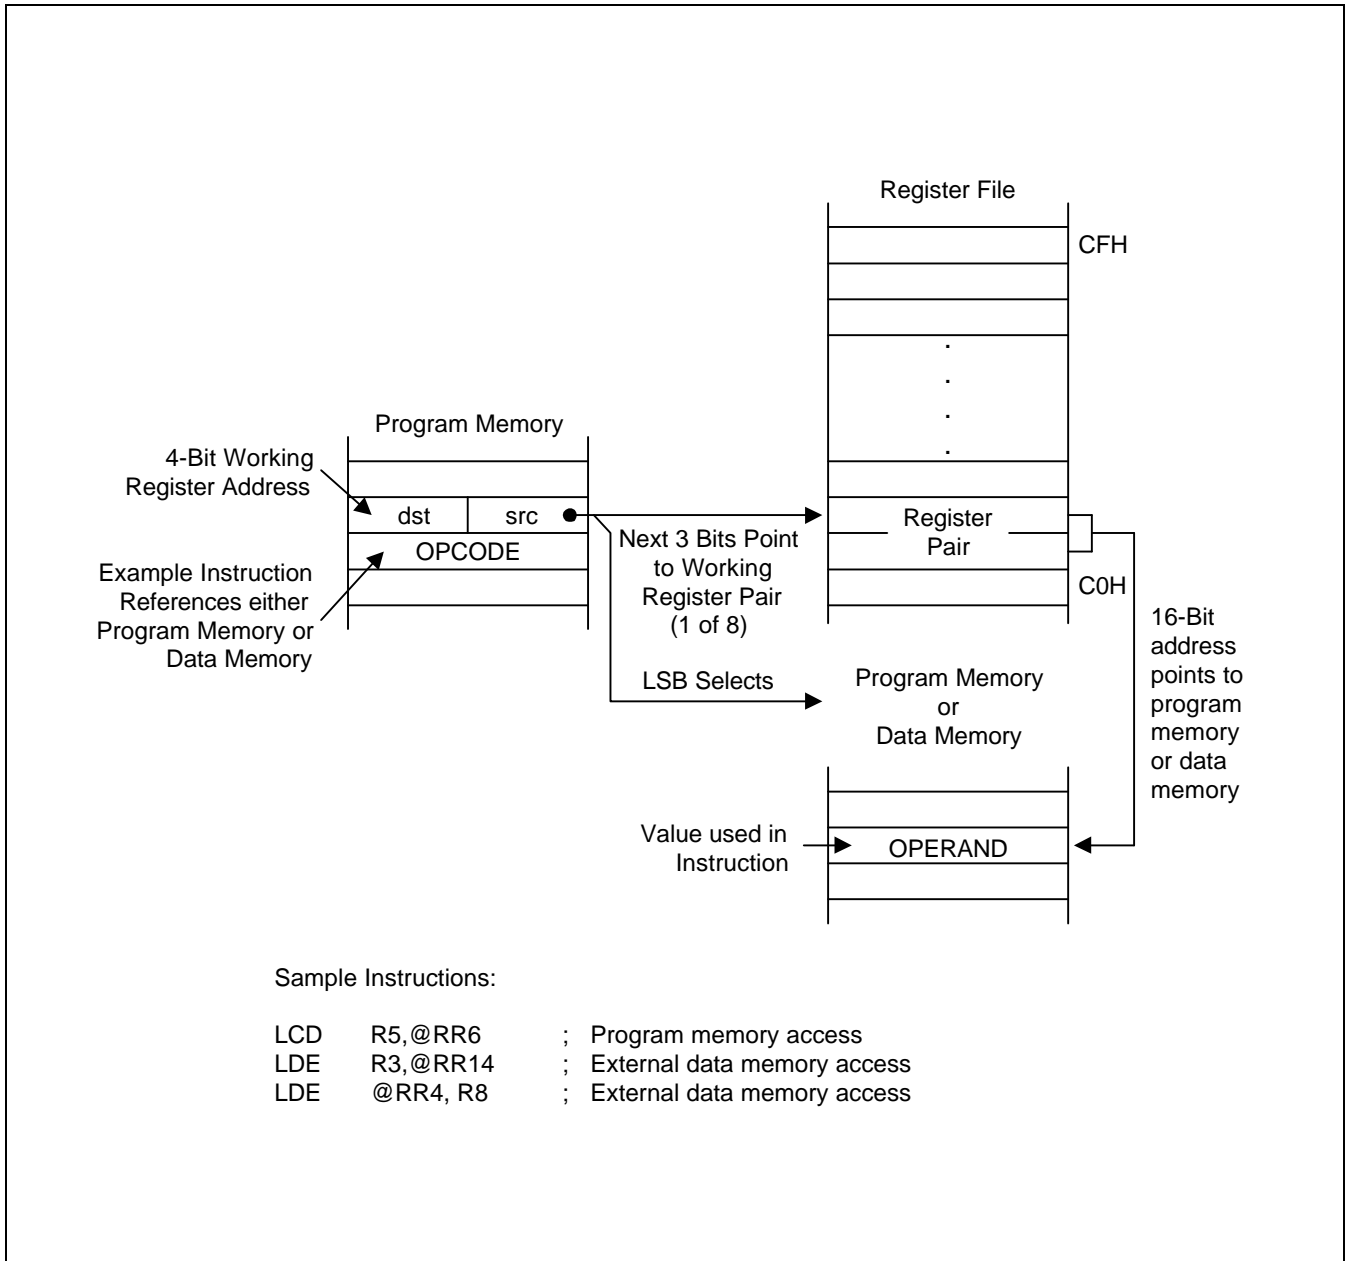 Register File
CFH
.
.
.
.
Program Memory
4-Bit Working
Register Address
dst src
OPCODE
Example Instruction
References either
Program Memory or
Data Memory
Next 3 Bits Point
to Working
Register Pair
(1 of 8)
Register
Pair
C0H
LSB Selects
Program Memory
or
Data Memory
16-Bit
address
points to
program
memory
or data
memory
Value used in
Instruction
OPERAND
Sample Instructions:
LCD R5,@RR6 ; Program memory access
LDE R3,@RR14 ; External data memory access
LDE @RR4, R8 ; External data memory access